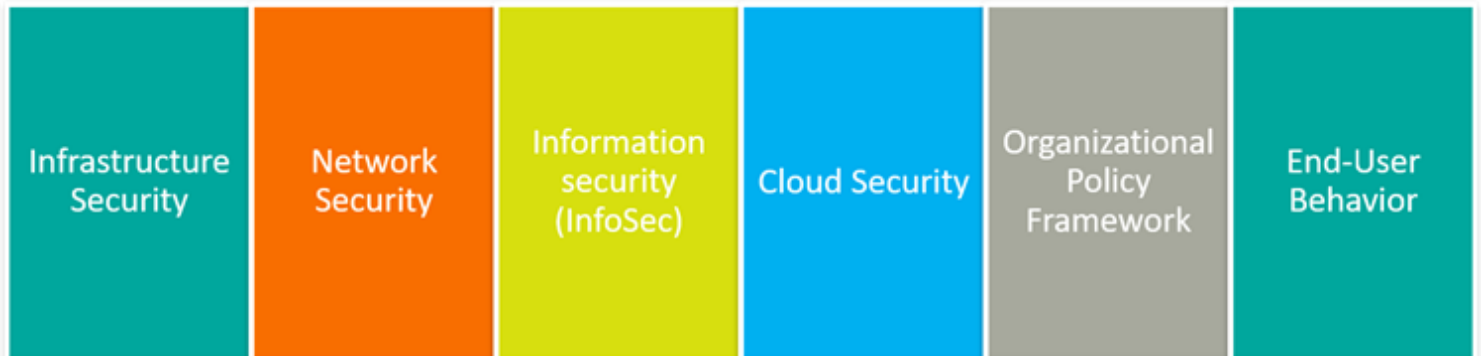 Infrastructure
Security
Network
Security
Information
security
(InfoSec)
Cloud Security
Organizational
Policy
Framework
End-User
Behavior